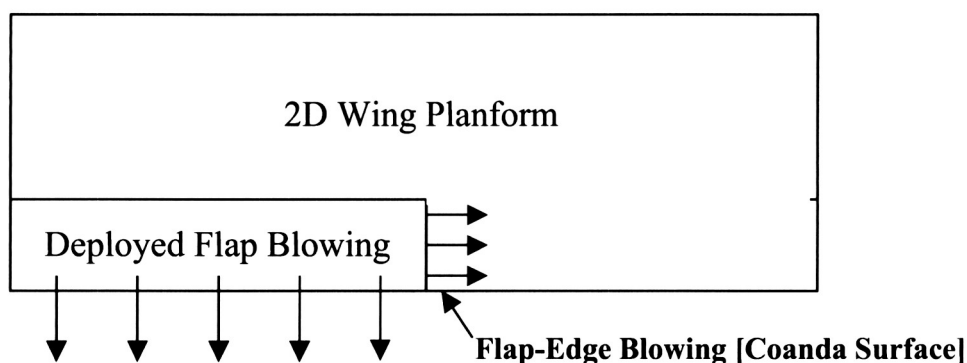 2D Wing Planform
Deployed Flap Blowing
Flap-Edge Blowing [Coanda Surface]